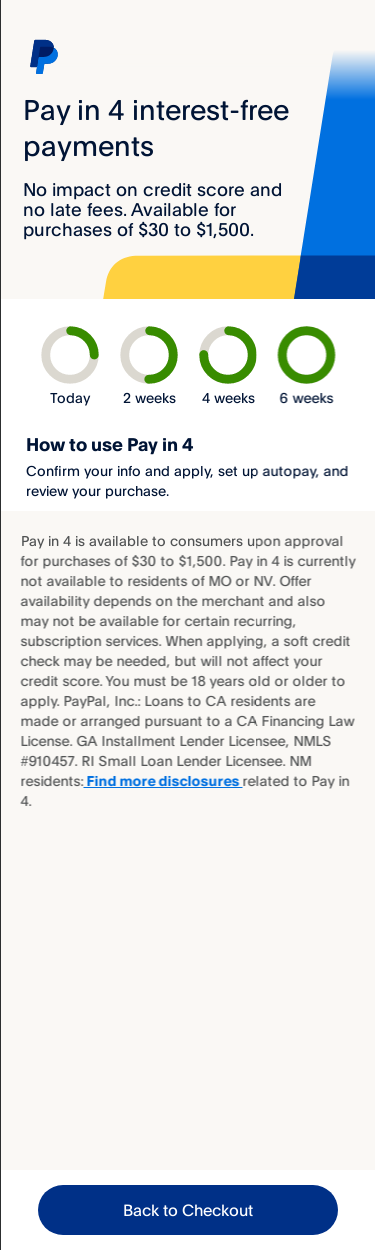 Pay in 4 interest-free
payments
No impact on credit score and
no late fees. Available for
purchases of $30 to $1,500.
Today
2 weeks
4 weeks
6 weeks
How to use Pay in 4
Confirm your info and apply, set up autopay, and
review your purchase.
Pay in 4 is available to consumers upon approval
for purchases of $30 to $1,500. Pay in 4 is currently
not available to residents of MO or NV. Offer
availability depends on the merchant and also
may not be available for certain recurring,
subscription services. When applying, a soft credit
check may be needed, but will not affect your
credit score. You must be 18 years old or older to
apply. PayPal, Inc.: Loans to CA residents are
made or arranged pursuant to a CA Financing Law
License. GA Installment Lender Licensee, NMLS
#910457. RI Small Loan Lender Licensee. NM
residents: Find more disclosures related to Pay in
4.
Back to Checkout